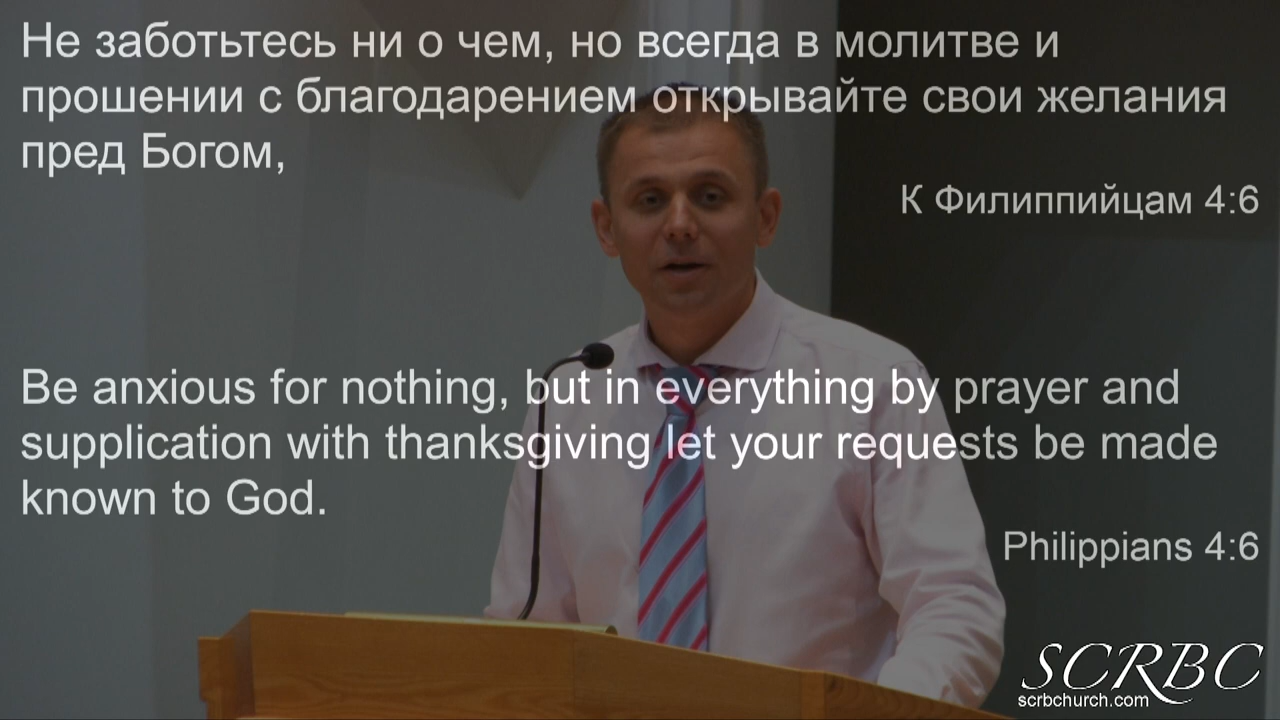 Не заботьтесь ни о чем, но всегда в молитве и
прошении с благодарением открывайте свои желания
пред Богом,
К Филиппийцам 4:6
Be anxious for nothing, but in everything by prayer and
supplication with thanksgiving let your requests be made
known to God.
Philippians 4:6
SCRBC
scrbchurch.com